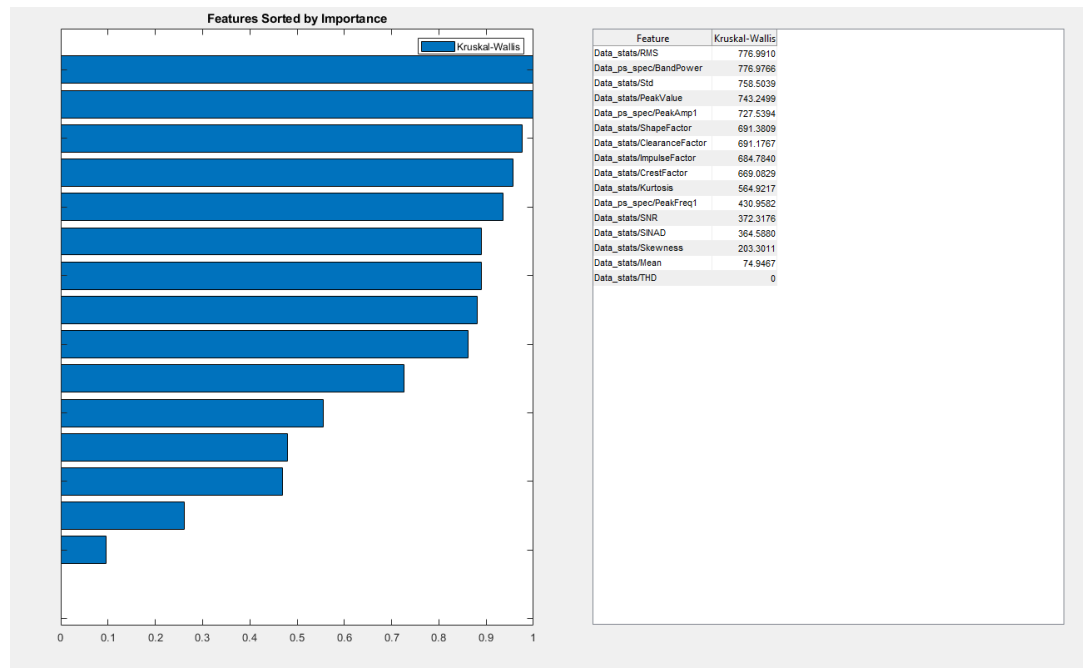 Features Sorted by Importance
Kruskal-Wallis
0 0.1 0.2 0.3 0.4 0.5 0.6 0.7 0.8 0.9 1
Feature Kruskal-Wallis
Data_stats/RMS 776.9910
Data_ps_spec/BandPower 776.9766
Data_stats/Std 758.5039
Data_stats/PeakValue 743.2499
Data_ps_spec/PeakAmp1 727.5394
Data_stats/ShapeFactor 691.3809
Data_stats/ClearanceFactor 691.1767
Data_stats/ImpulseFactor 684.7840
Data_stats/CrestFactor 669.0829
Data_stats/Kurtosis 564.9217
Data_ps_spec/PeakFreq1 430.9582
Data_stats/SNR 372.3176
Data_stats/SINAD 364.5880
Data_stats/Skewness 203.3011
Data_stats/Mean 74.9467
Data_stats/THD 0